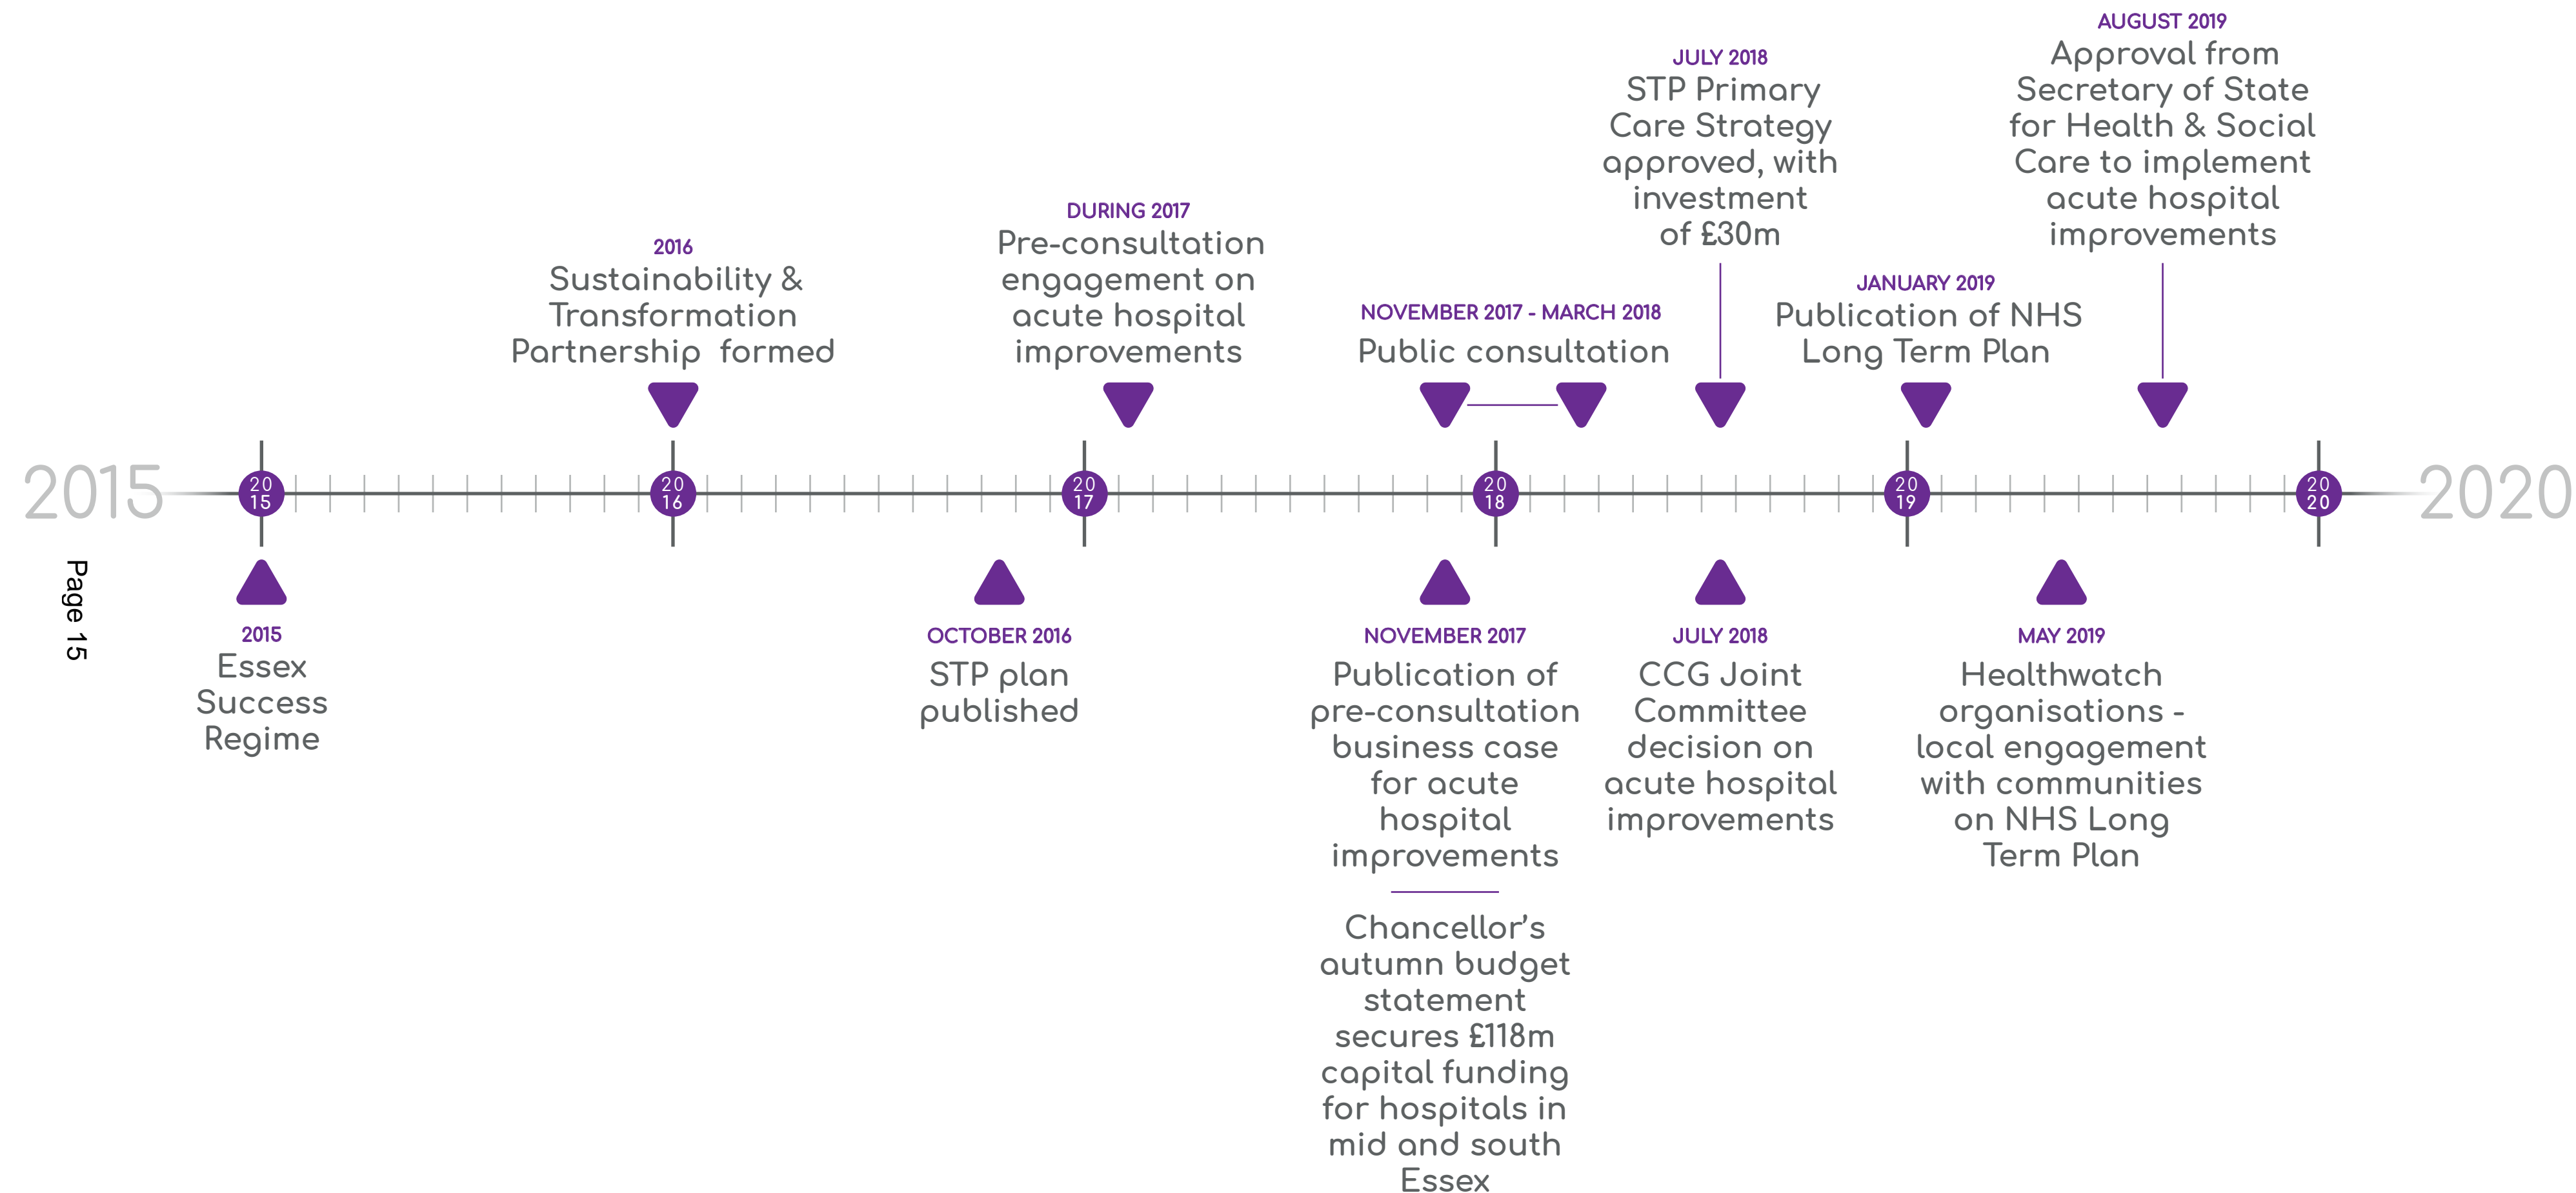 AUGUST 2019
Approval from
Secretary of State
for Health & Social
Care to implement
acute hospital
improvements
JULY 2018
STP Primary
Care Strategy
approved, with
investment
of £30m
DURING 2017
Pre-consultation
engagement on
acute hospital
improvements
2016
Sustainability &
Transformation
Partnership formed
NOVEMBER 2017 - MARCH 2018
Public consultation
JANUARY 2019
Publication of NHS
Long Term Plan
2015
20
15
20
16
20
17
20
18
20
19
20
20
2020
Page 15
2015
Essex
Success
Regime
OCTOBER 2016
STP plan
published
NOVEMBER 2017
Publication of
pre-consultation
business case
for acute
hospital
improvements
Chancellor’s
autumn budget
statement
secures £118m
capital funding
for hospitals in
mid and south
Essex
JULY 2018
CCG Joint
Committee
decision on
acute hospital
improvements
MAY 2019
Healthwatch
organisations -
local engagement
with communities
on NHS Long
Term Plan